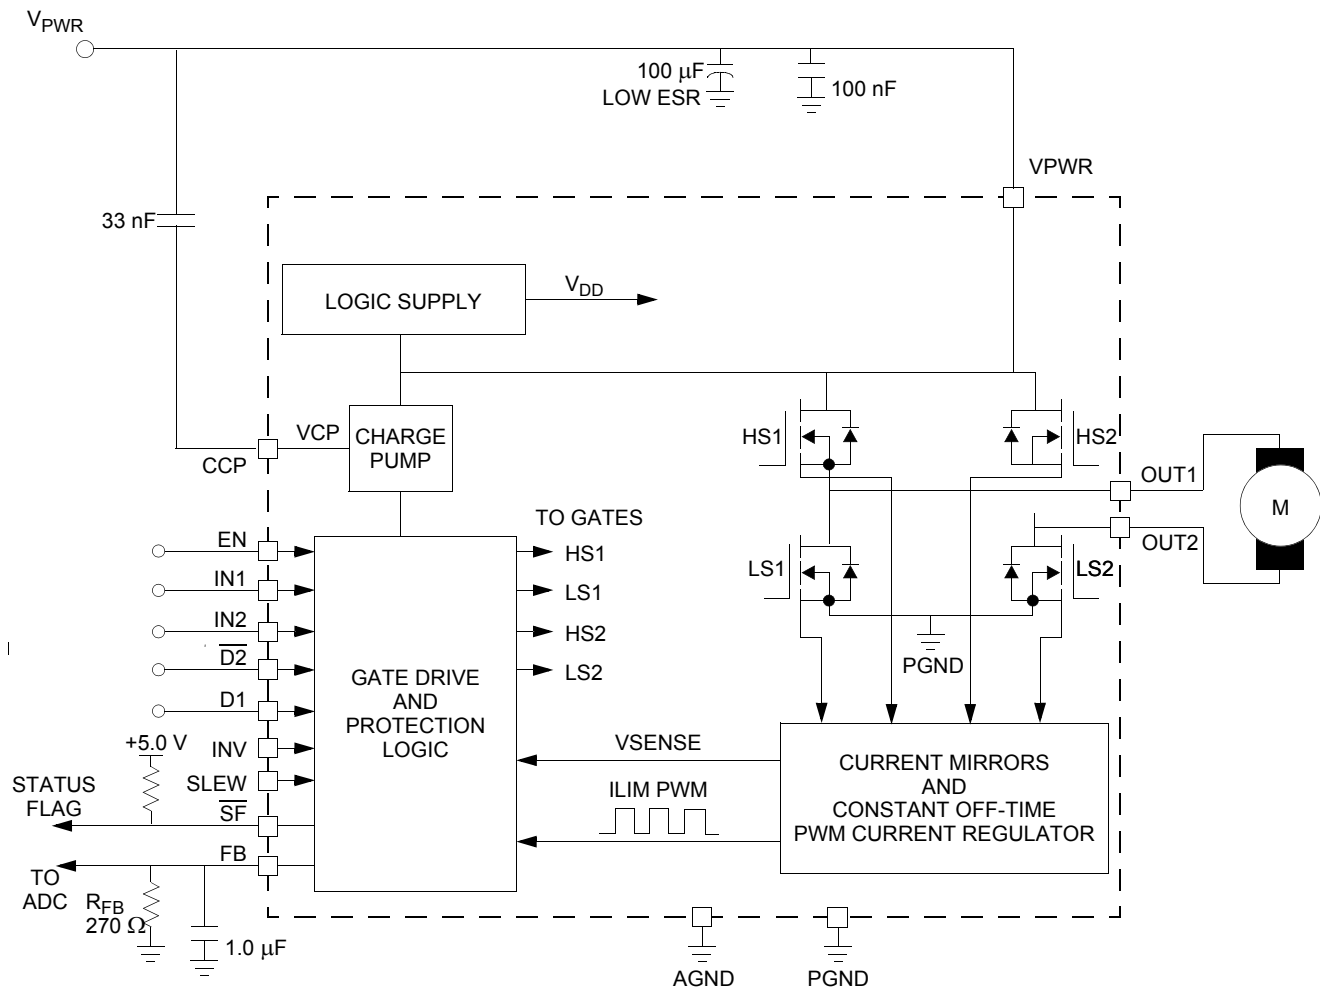 VPWR
100 μF
LOW ESR
100 nF
VPWR
33 nF
LOGIC SUPPLY
VDD
VCP
CCP
CHARGE
PUMP
HS1
HS2
OUT1
M
OUT2
TO GATES
HS1
LS1
HS2
LS2
LS1
LS2
PGND
EN
IN1
IN2
D2
D1
INV
SLEW
SF
FB
+5.0 V
STATUS
FLAG
TO
ADC
RFB
270 Ω
1.0 μF
GATE DRIVE
AND
PROTECTION
LOGIC
VSENSE
ILIM PWM
CURRENT MIRRORS
AND
CONSTANT OFF-TIME
PWM CURRENT REGULATOR
AGND
PGND